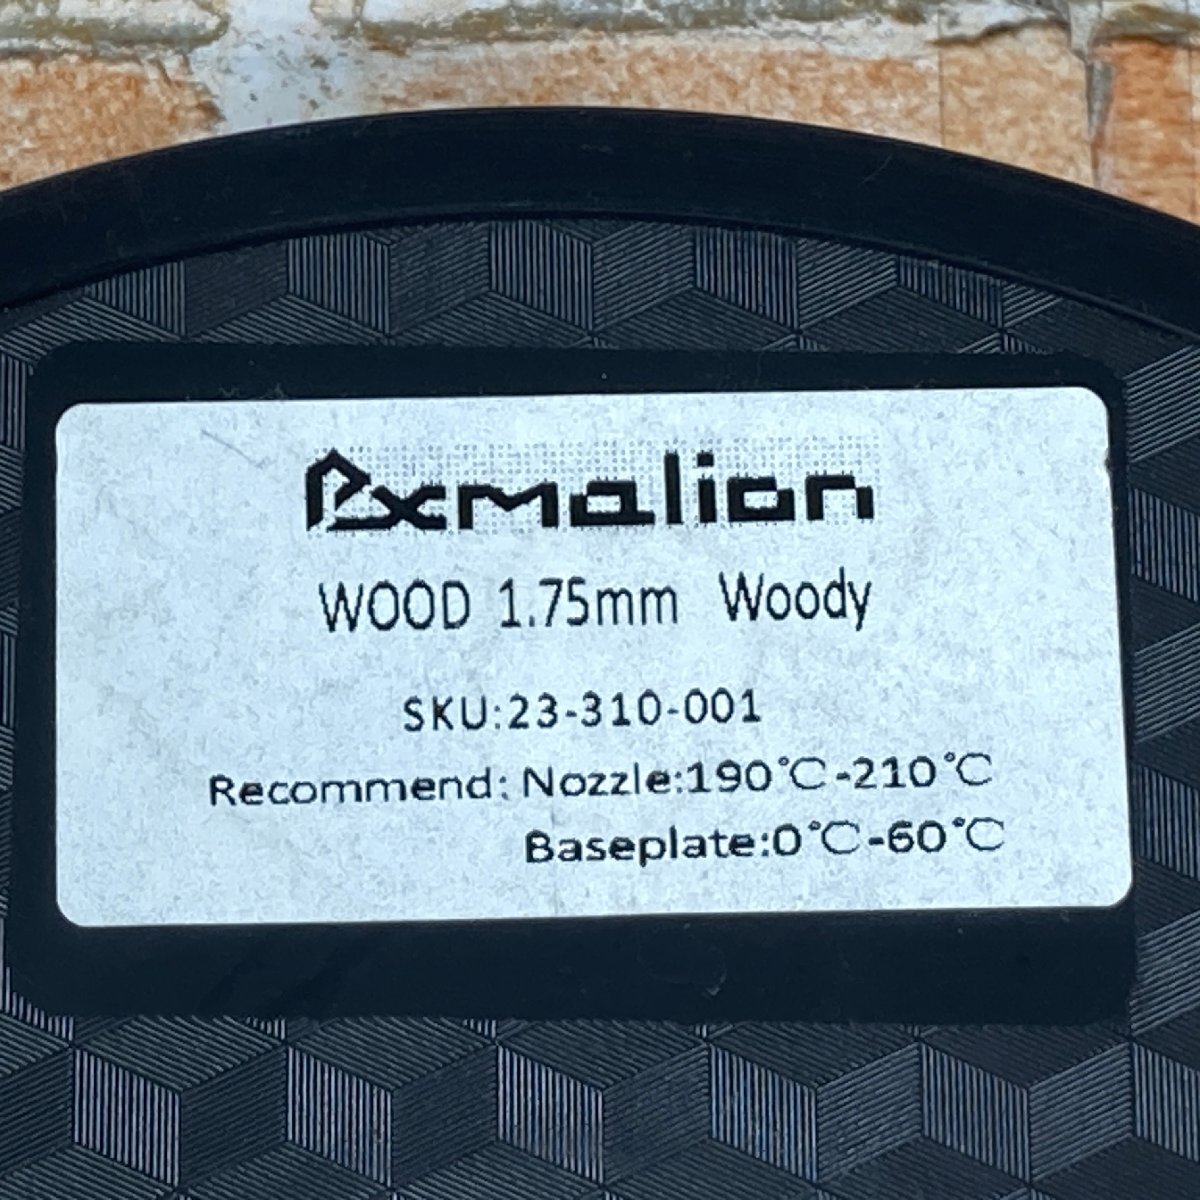 Pxmalion
WOOD 1.75mm Woody
SKU:23-310-001
Recommend: Nozzle:190℃-210℃
Baseplate:0℃-60℃